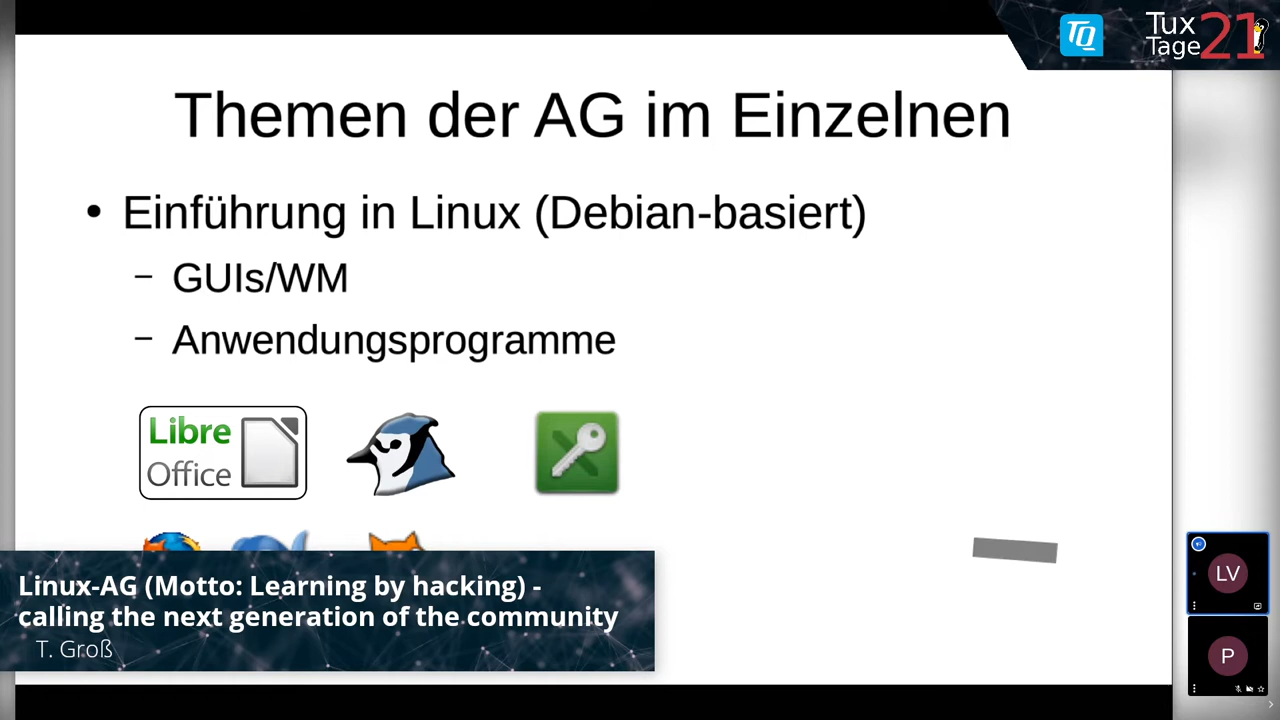 TQ
Tux
Tage 21
Themen der AG im Einzelnen
• Einführung in Linux (Debian-basiert)
– GUIs/WM
– Anwendungsprogramme
Libre
Office
Linux-AG (Motto: Learning by hacking) -
calling the next generation of the community
T. Groß
LV
P